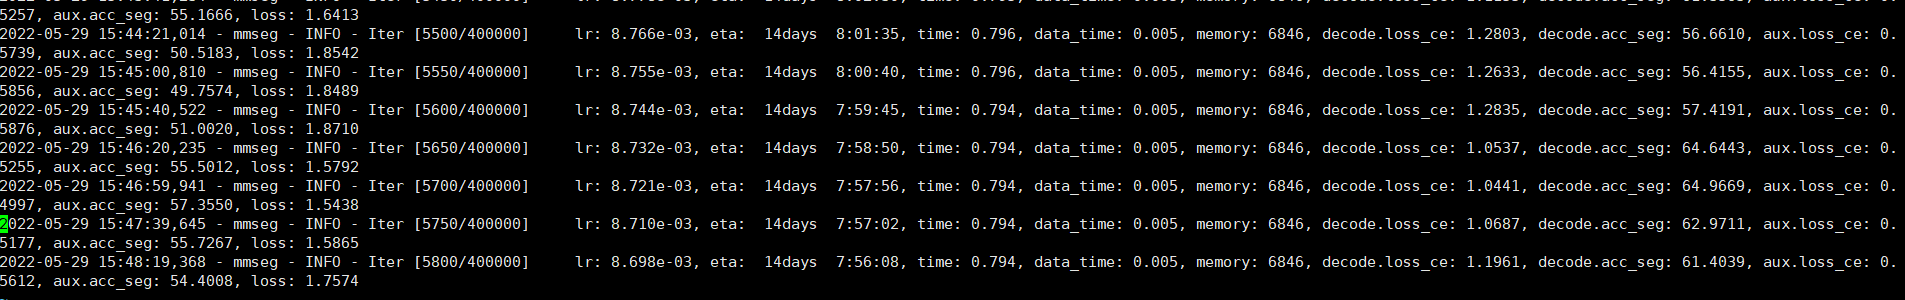 5257, aux.acc_seg: 55.1666, loss: 1.6413
2022-05-29 15:44:21,014 - mmseg - INFO - Iter [5500/400000]     lr: 8.766e-03, eta:  14days  8:01:35, time: 0.796, data_time: 0.005, memory: 6846, decode.loss_ce: 1.2803, decode.acc_seg: 56.6610, aux.loss_ce: 0.
5739, aux.acc_seg: 50.5183, loss: 1.8542
2022-05-29 15:45:00,810 - mmseg - INFO - Iter [5550/400000]     lr: 8.755e-03, eta:  14days  8:00:40, time: 0.796, data_time: 0.005, memory: 6846, decode.loss_ce: 1.2633, decode.acc_seg: 56.4155, aux.loss_ce: 0.
5856, aux.acc_seg: 49.7574, loss: 1.8489
2022-05-29 15:45:40,522 - mmseg - INFO - Iter [5600/400000]     lr: 8.744e-03, eta:  14days  7:59:45, time: 0.794, data_time: 0.005, memory: 6846, decode.loss_ce: 1.2835, decode.acc_seg: 57.4191, aux.loss_ce: 0.
5876, aux.acc_seg: 51.0020, loss: 1.8710
2022-05-29 15:46:20,235 - mmseg - INFO - Iter [5650/400000]     lr: 8.732e-03, eta:  14days  7:58:50, time: 0.794, data_time: 0.005, memory: 6846, decode.loss_ce: 1.0537, decode.acc_seg: 64.6443, aux.loss_ce: 0.
5255, aux.acc_seg: 55.5012, loss: 1.5792
2022-05-29 15:46:59,941 - mmseg - INFO - Iter [5700/400000]     lr: 8.721e-03, eta:  14days  7:57:56, time: 0.794, data_time: 0.005, memory: 6846, decode.loss_ce: 1.0441, decode.acc_seg: 64.9669, aux.loss_ce: 0.
4997, aux.acc_seg: 57.3550, loss: 1.5438
2022-05-29 15:47:39,645 - mmseg - INFO - Iter [5750/400000]     lr: 8.710e-03, eta:  14days  7:57:02, time: 0.794, data_time: 0.005, memory: 6846, decode.loss_ce: 1.0687, decode.acc_seg: 62.9711, aux.loss_ce: 0.
5177, aux.acc_seg: 55.7267, loss: 1.5865
2022-05-29 15:48:19,368 - mmseg - INFO - Iter [5800/400000]     lr: 8.698e-03, eta:  14days  7:56:08, time: 0.794, data_time: 0.005, memory: 6846, decode.loss_ce: 1.1961, decode.acc_seg: 61.4039, aux.loss_ce: 0.
5612, aux.acc_seg: 54.4008, loss: 1.7574